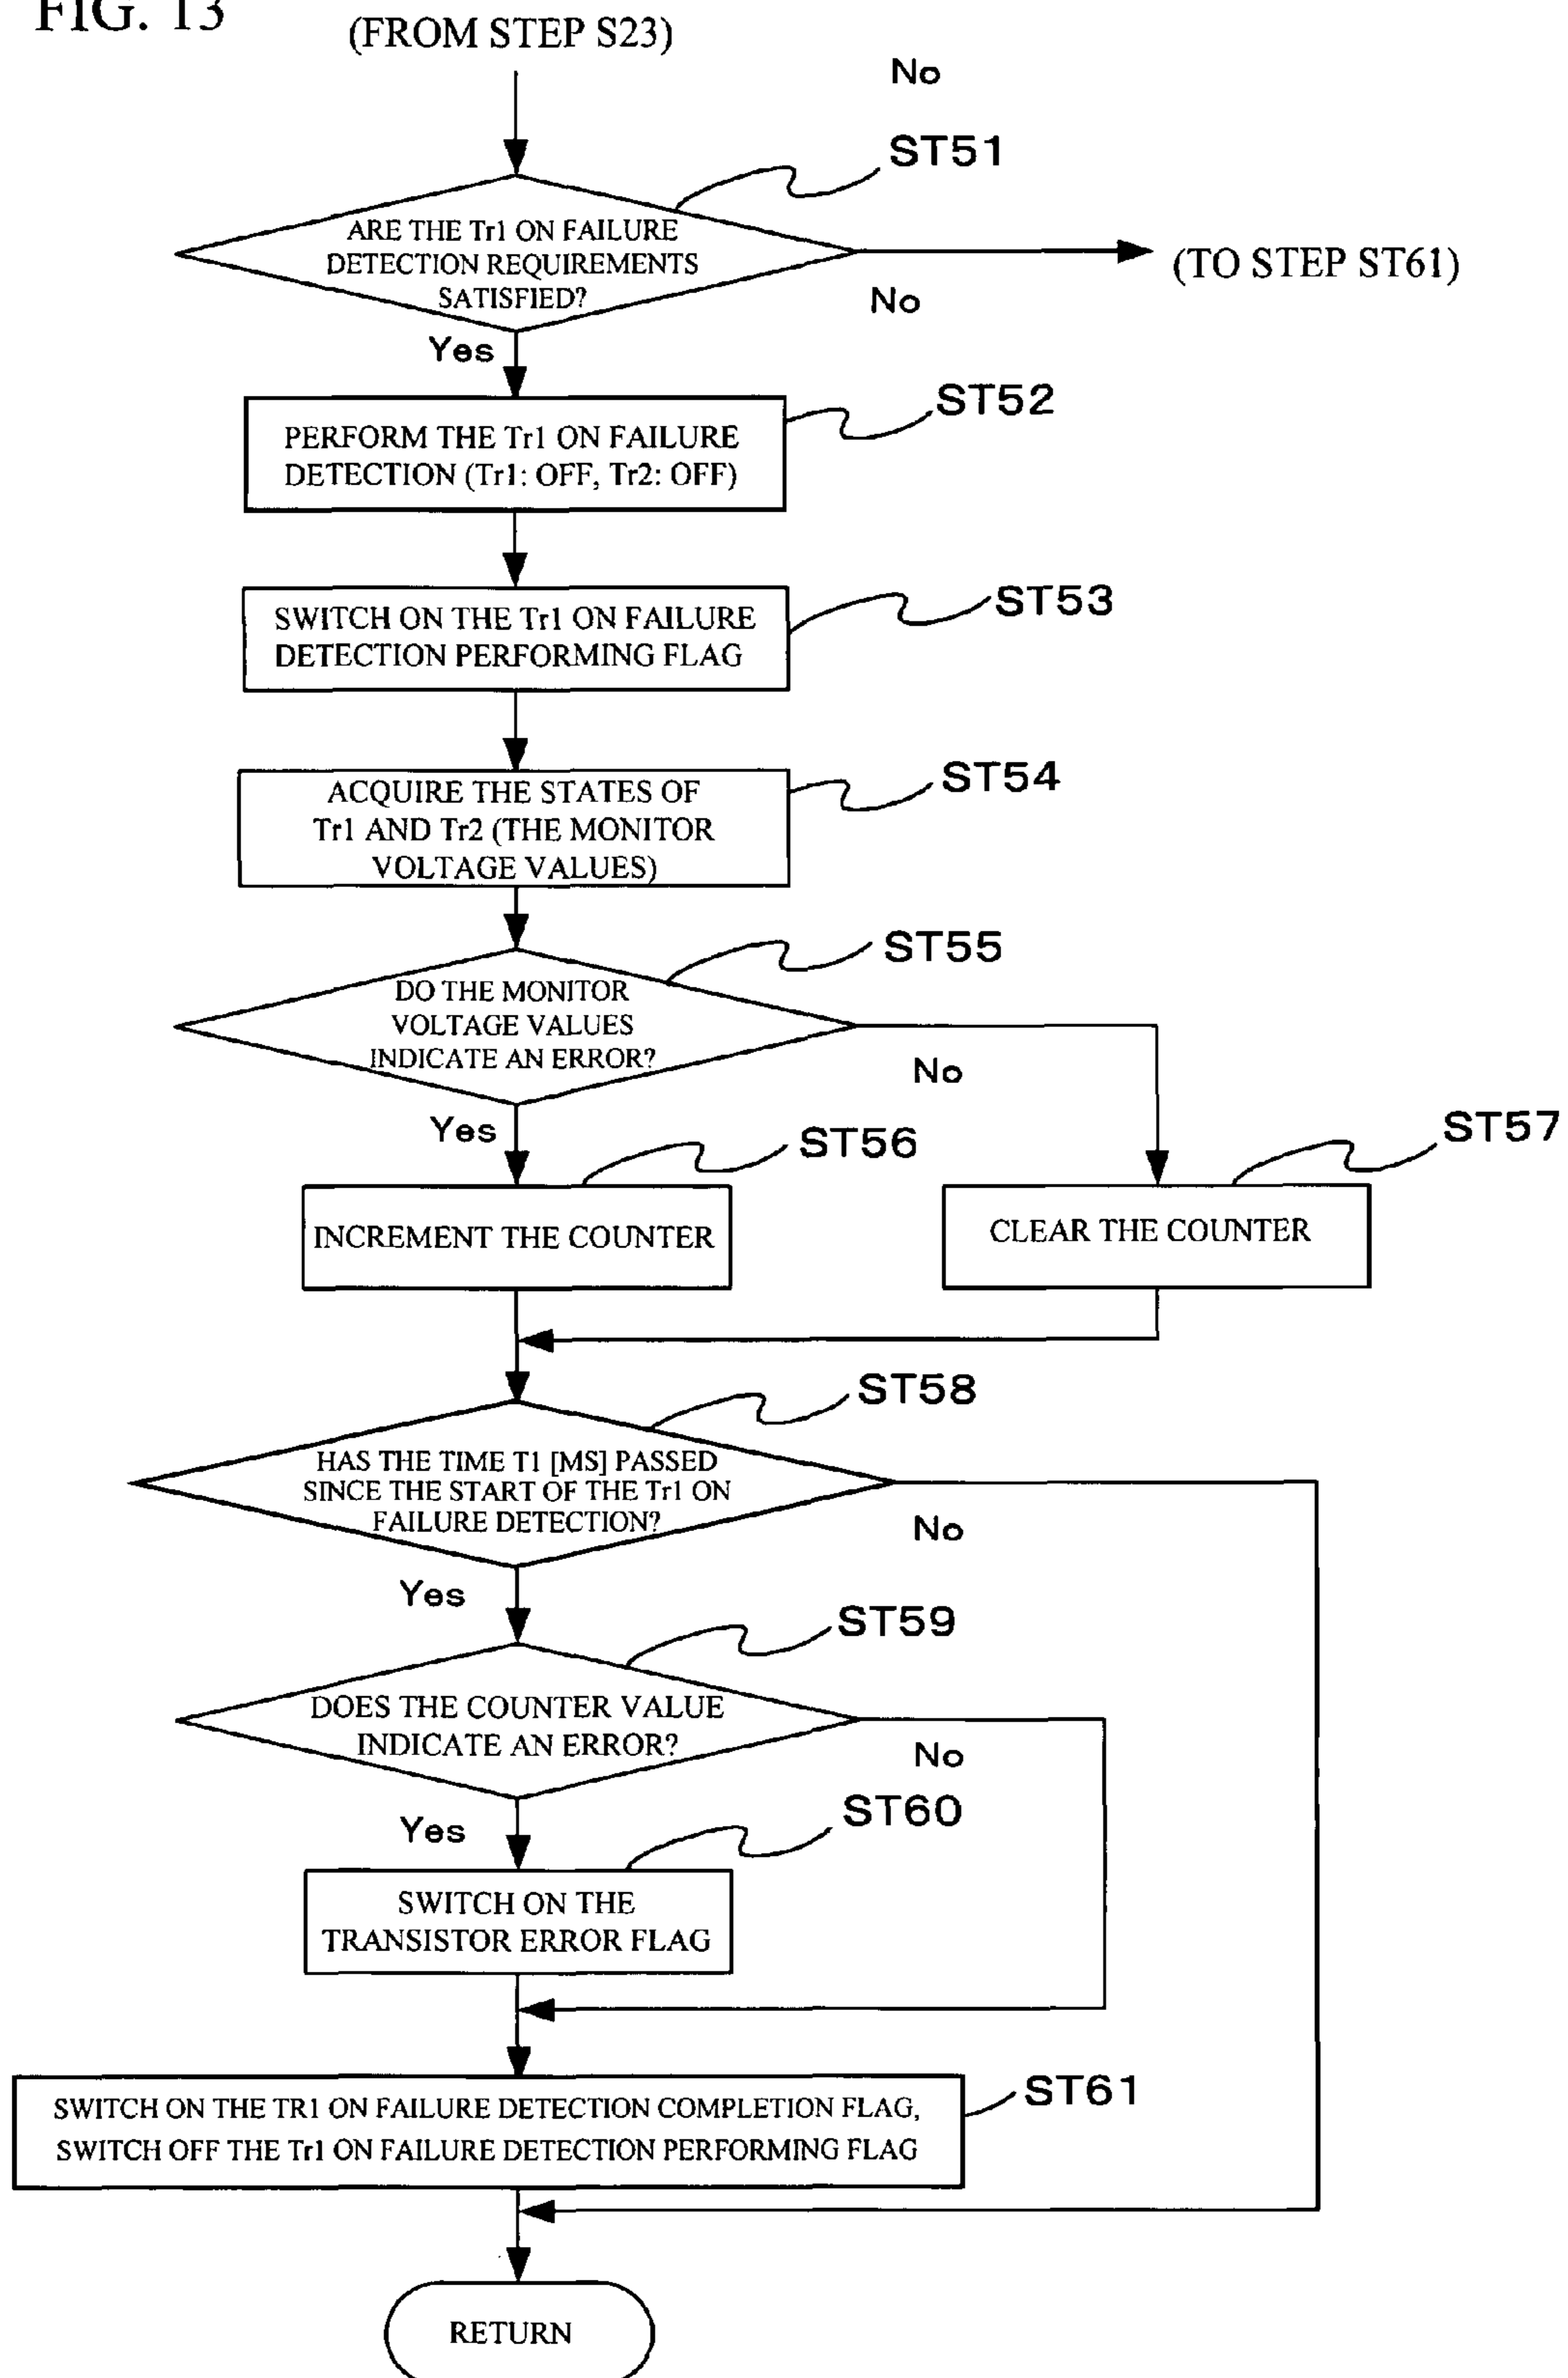 FIG. 13
(FROM STEP S23)
No
ST51
ARE THE Tr1 ON FAILURE
DETECTION REQUIREMENTS
SATISFIED?
(TO STEP ST61)
No
Yes
ST52
PERFORM THE Tr1 ON FAILURE
DETECTION (Tr1: OFF, Tr2: OFF)
ST53
SWITCH ON THE Tr1 ON FAILURE
DETECTION PERFORMING FLAG
ST54
ACQUIRE THE STATES OF
Tr1 AND Tr2 (THE MONITOR
VOLTAGE VALUES)
ST55
DO THE MONITOR
VOLTAGE VALUES
INDICATE AN ERROR?
No
Yes
ST56
ST57
INCREMENT THE COUNTER
CLEAR THE COUNTER
ST58
HAS THE TIME T1 [MS] PASSED
SINCE THE START OF THE Tr1 ON
FAILURE DETECTION?
No
Yes
ST59
DOES THE COUNTER VALUE
INDICATE AN ERROR?
No
Yes
ST60
SWITCH ON THE
TRANSISTOR ERROR FLAG
ST61
SWITCH ON THE TR1 ON FAILURE DETECTION COMPLETION FLAG,
SWITCH OFF THE Tr1 ON FAILURE DETECTION PERFORMING FLAG
RETURN